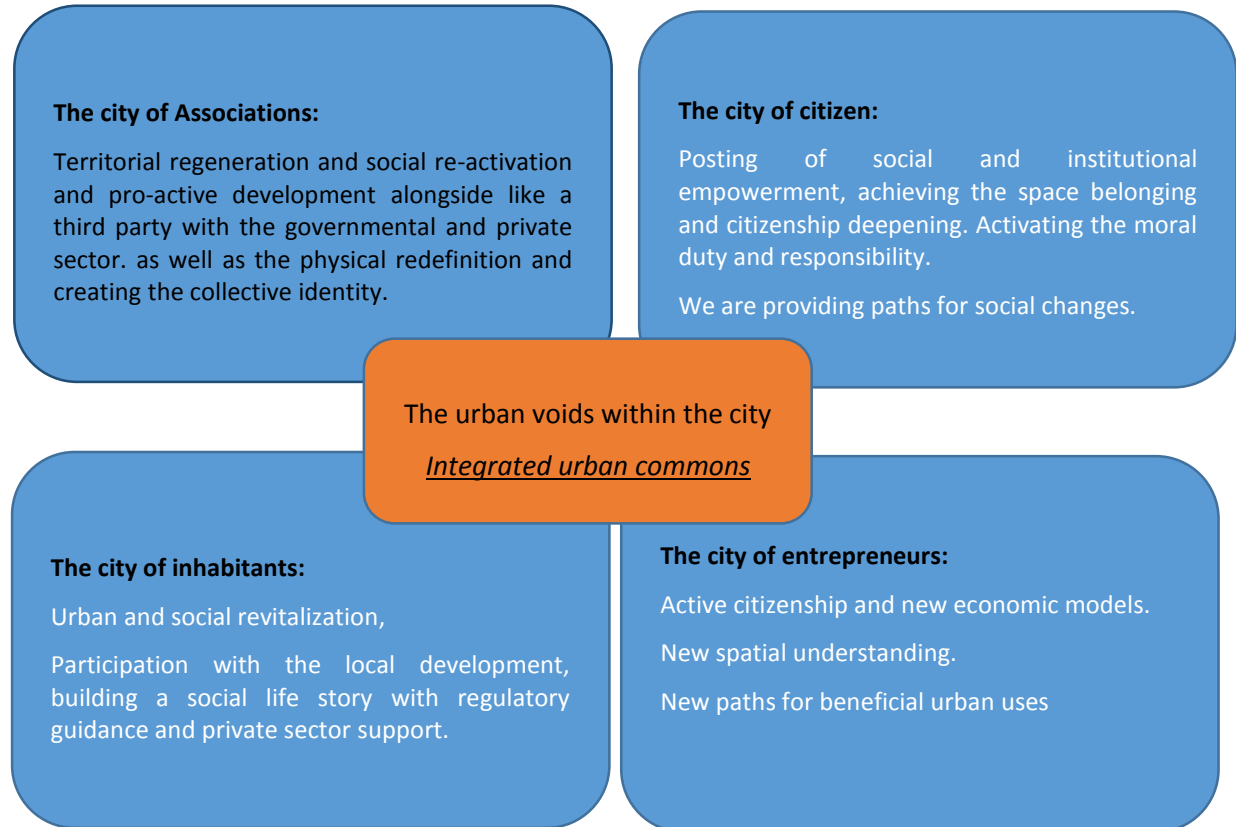 The city of Associations:
Territorial regeneration and social re-activation
and pro-active development alongside like a
third party with the governmental and private
sector. as well as the physical redefinition and
creating the collective identity.
The city of citizen:
Posting of social and institutional
empowerment, achieving the space belonging
and citizenship deepening. Activating the moral
duty and responsibility.
We are providing paths for social changes.
The urban voids within the city
Integrated urban commons
The city of inhabitants:
Urban and social revitalization,
Participation with the local development,
building a social life story with regulatory
guidance and private sector support.
The city of entrepreneurs:
Active citizenship and new economic models.
New spatial understanding.
New paths for beneficial urban uses